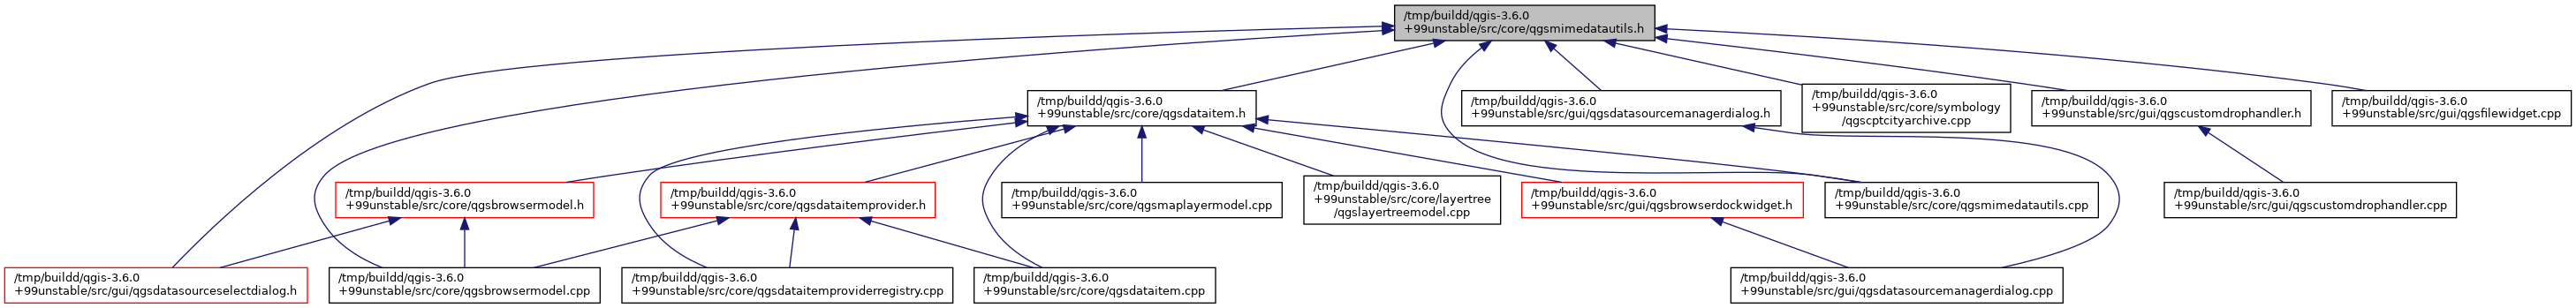 /tmp/buildd/qgis-3.6.0
+99unstable/src/core/qgsmimedatautils.h
/tmp/buildd/qgis-3.6.0
+99unstable/src/core/qgsdataitem.h
/tmp/buildd/qgis-3.6.0
+99unstable/src/gui/qgsdatasourcemanagerdialog.h
/tmp/buildd/qgis-3.6.0
+99unstable/src/core/symbology
/qgscptcityarchive.cpp
/tmp/buildd/qgis-3.6.0
+99unstable/src/gui/qgscustomdrophandler.h
/tmp/buildd/qgis-3.6.0
+99unstable/src/gui/qgsfilewidget.cpp
/tmp/buildd/qgis-3.6.0
+99unstable/src/core/qgsbrowsermodel.h
/tmp/buildd/qgis-3.6.0
+99unstable/src/core/qgsdataitemprovider.h
/tmp/buildd/qgis-3.6.0
+99unstable/src/core/qgsmaplayermodel.cpp
/tmp/buildd/qgis-3.6.0
+99unstable/src/core/layertree
/qgslayertreemodel.cpp
/tmp/buildd/qgis-3.6.0
+99unstable/src/gui/qgsbrowserdockwidget.h
/tmp/buildd/qgis-3.6.0
+99unstable/src/core/qgsmimedatautils.cpp
/tmp/buildd/qgis-3.6.0
+99unstable/src/gui/qgscustomdrophandler.cpp
/tmp/buildd/qgis-3.6.0
+99unstable/src/gui/qgsdatasourceselectdialog.h
/tmp/buildd/qgis-3.6.0
+99unstable/src/core/qgsbrowsermodel.cpp
/tmp/buildd/qgis-3.6.0
+99unstable/src/core/qgsdataitemproviderregistry.cpp
/tmp/buildd/qgis-3.6.0
+99unstable/src/core/qgsdataitem.cpp
/tmp/buildd/qgis-3.6.0
+99unstable/src/gui/qgsdatasourcemanagerdialog.cpp